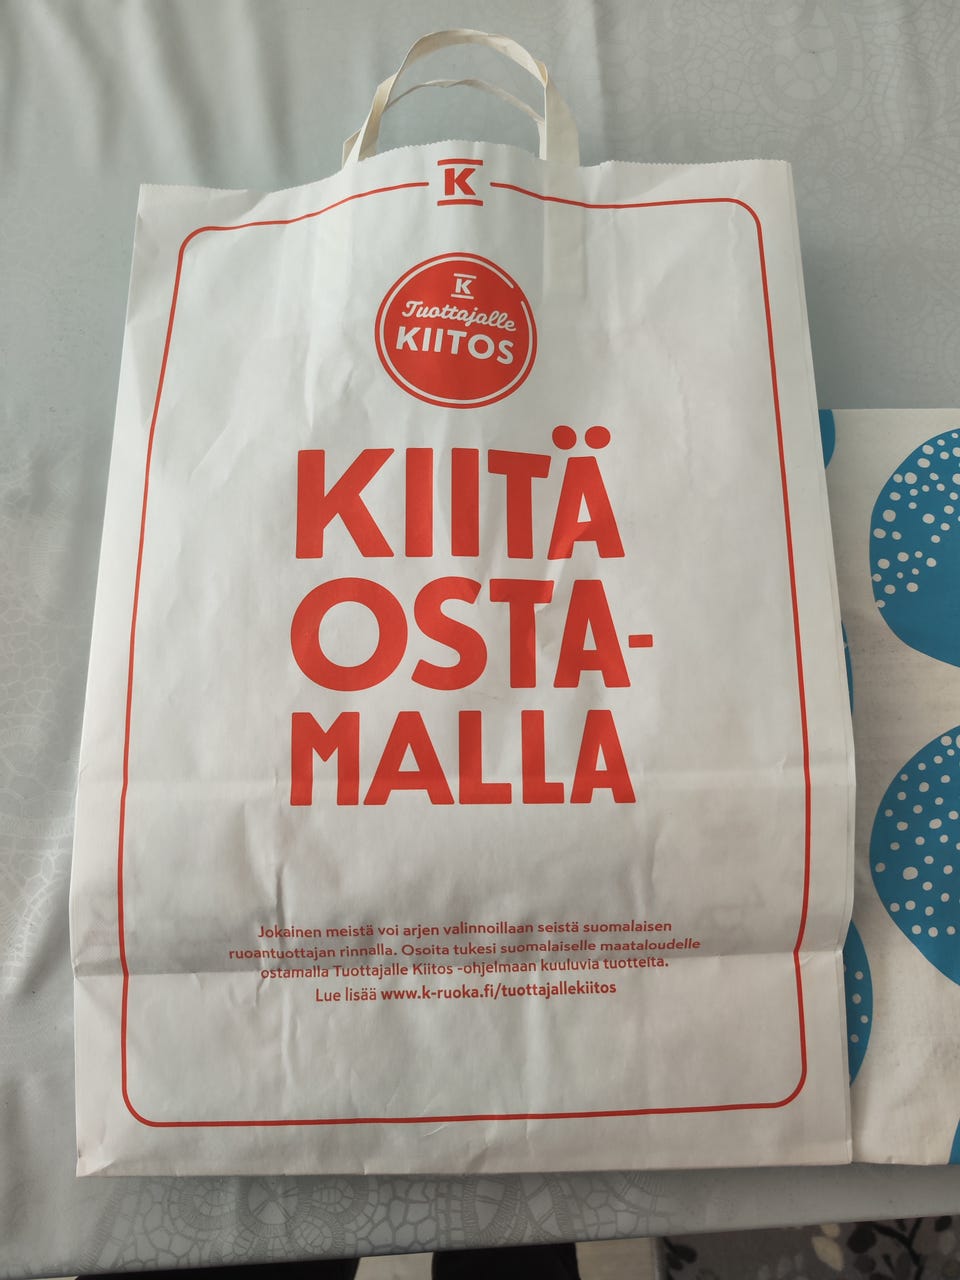 K
K
Tuottajalle
KIITOS
KIITÄ
OSTA-
MALLA
Jokainen meistä voi arjen valinnoillaan seistä suomalaisen
ruoantuottajan rinnalla. Osoita tukesi suomalaiselle maataloudelle
ostamalla Tuottajalle Kiitos -ohjelmaan kuuluvia tuotteita.
Lue lisää www.k-ruoka.fi/tuottajallekiitos